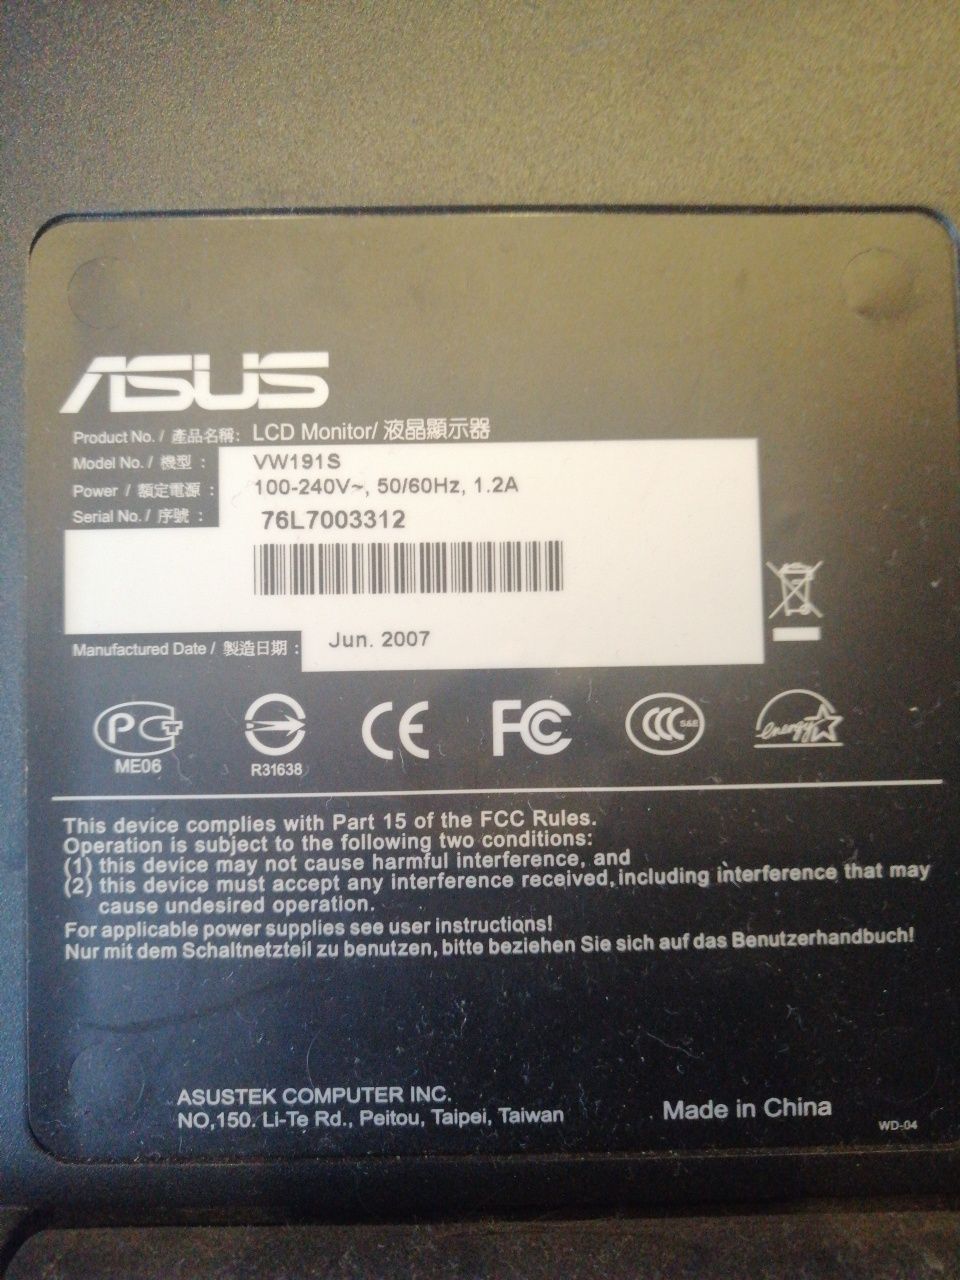 ASUS
Product No. / 產品名稱: LCD Monitor/ 液晶顯示器
Model No. / 機型 : VW191S
Power / 額定電源 : 100-240V~, 50/60Hz, 1.2A
Serial No. / 序號 : 76L7003312
Manufactured Date / 製造日期 : Jun. 2007
PCT CE FC CCC S&E energy
ME06 R31638
This device complies with Part 15 of the FCC Rules.
Operation is subject to the following two conditions:
(1) this device may not cause harmful interference, and
(2) this device must accept any interference received, including interference that may
cause undesired operation.
For applicable power supplies see user instructions!
Nur mit dem Schaltnetzteil zu benutzen, bitte beziehen Sie sich auf das Benutzerhandbuch!
ASUSTEK COMPUTER INC.
NO,150. Li-Te Rd., Peitou, Taipei, Taiwan
Made in China
WD-04